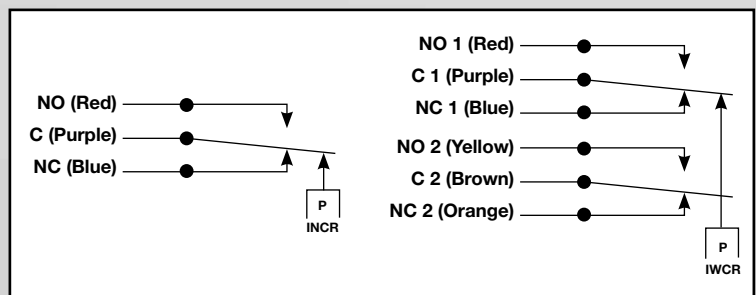 NO (Red)
C (Purple)
NC (Blue)
P
INCR
NO 1 (Red)
C 1 (Purple)
NC 1 (Blue)
NO 2 (Yellow)
C 2 (Brown)
NC 2 (Orange)
P
IWCR